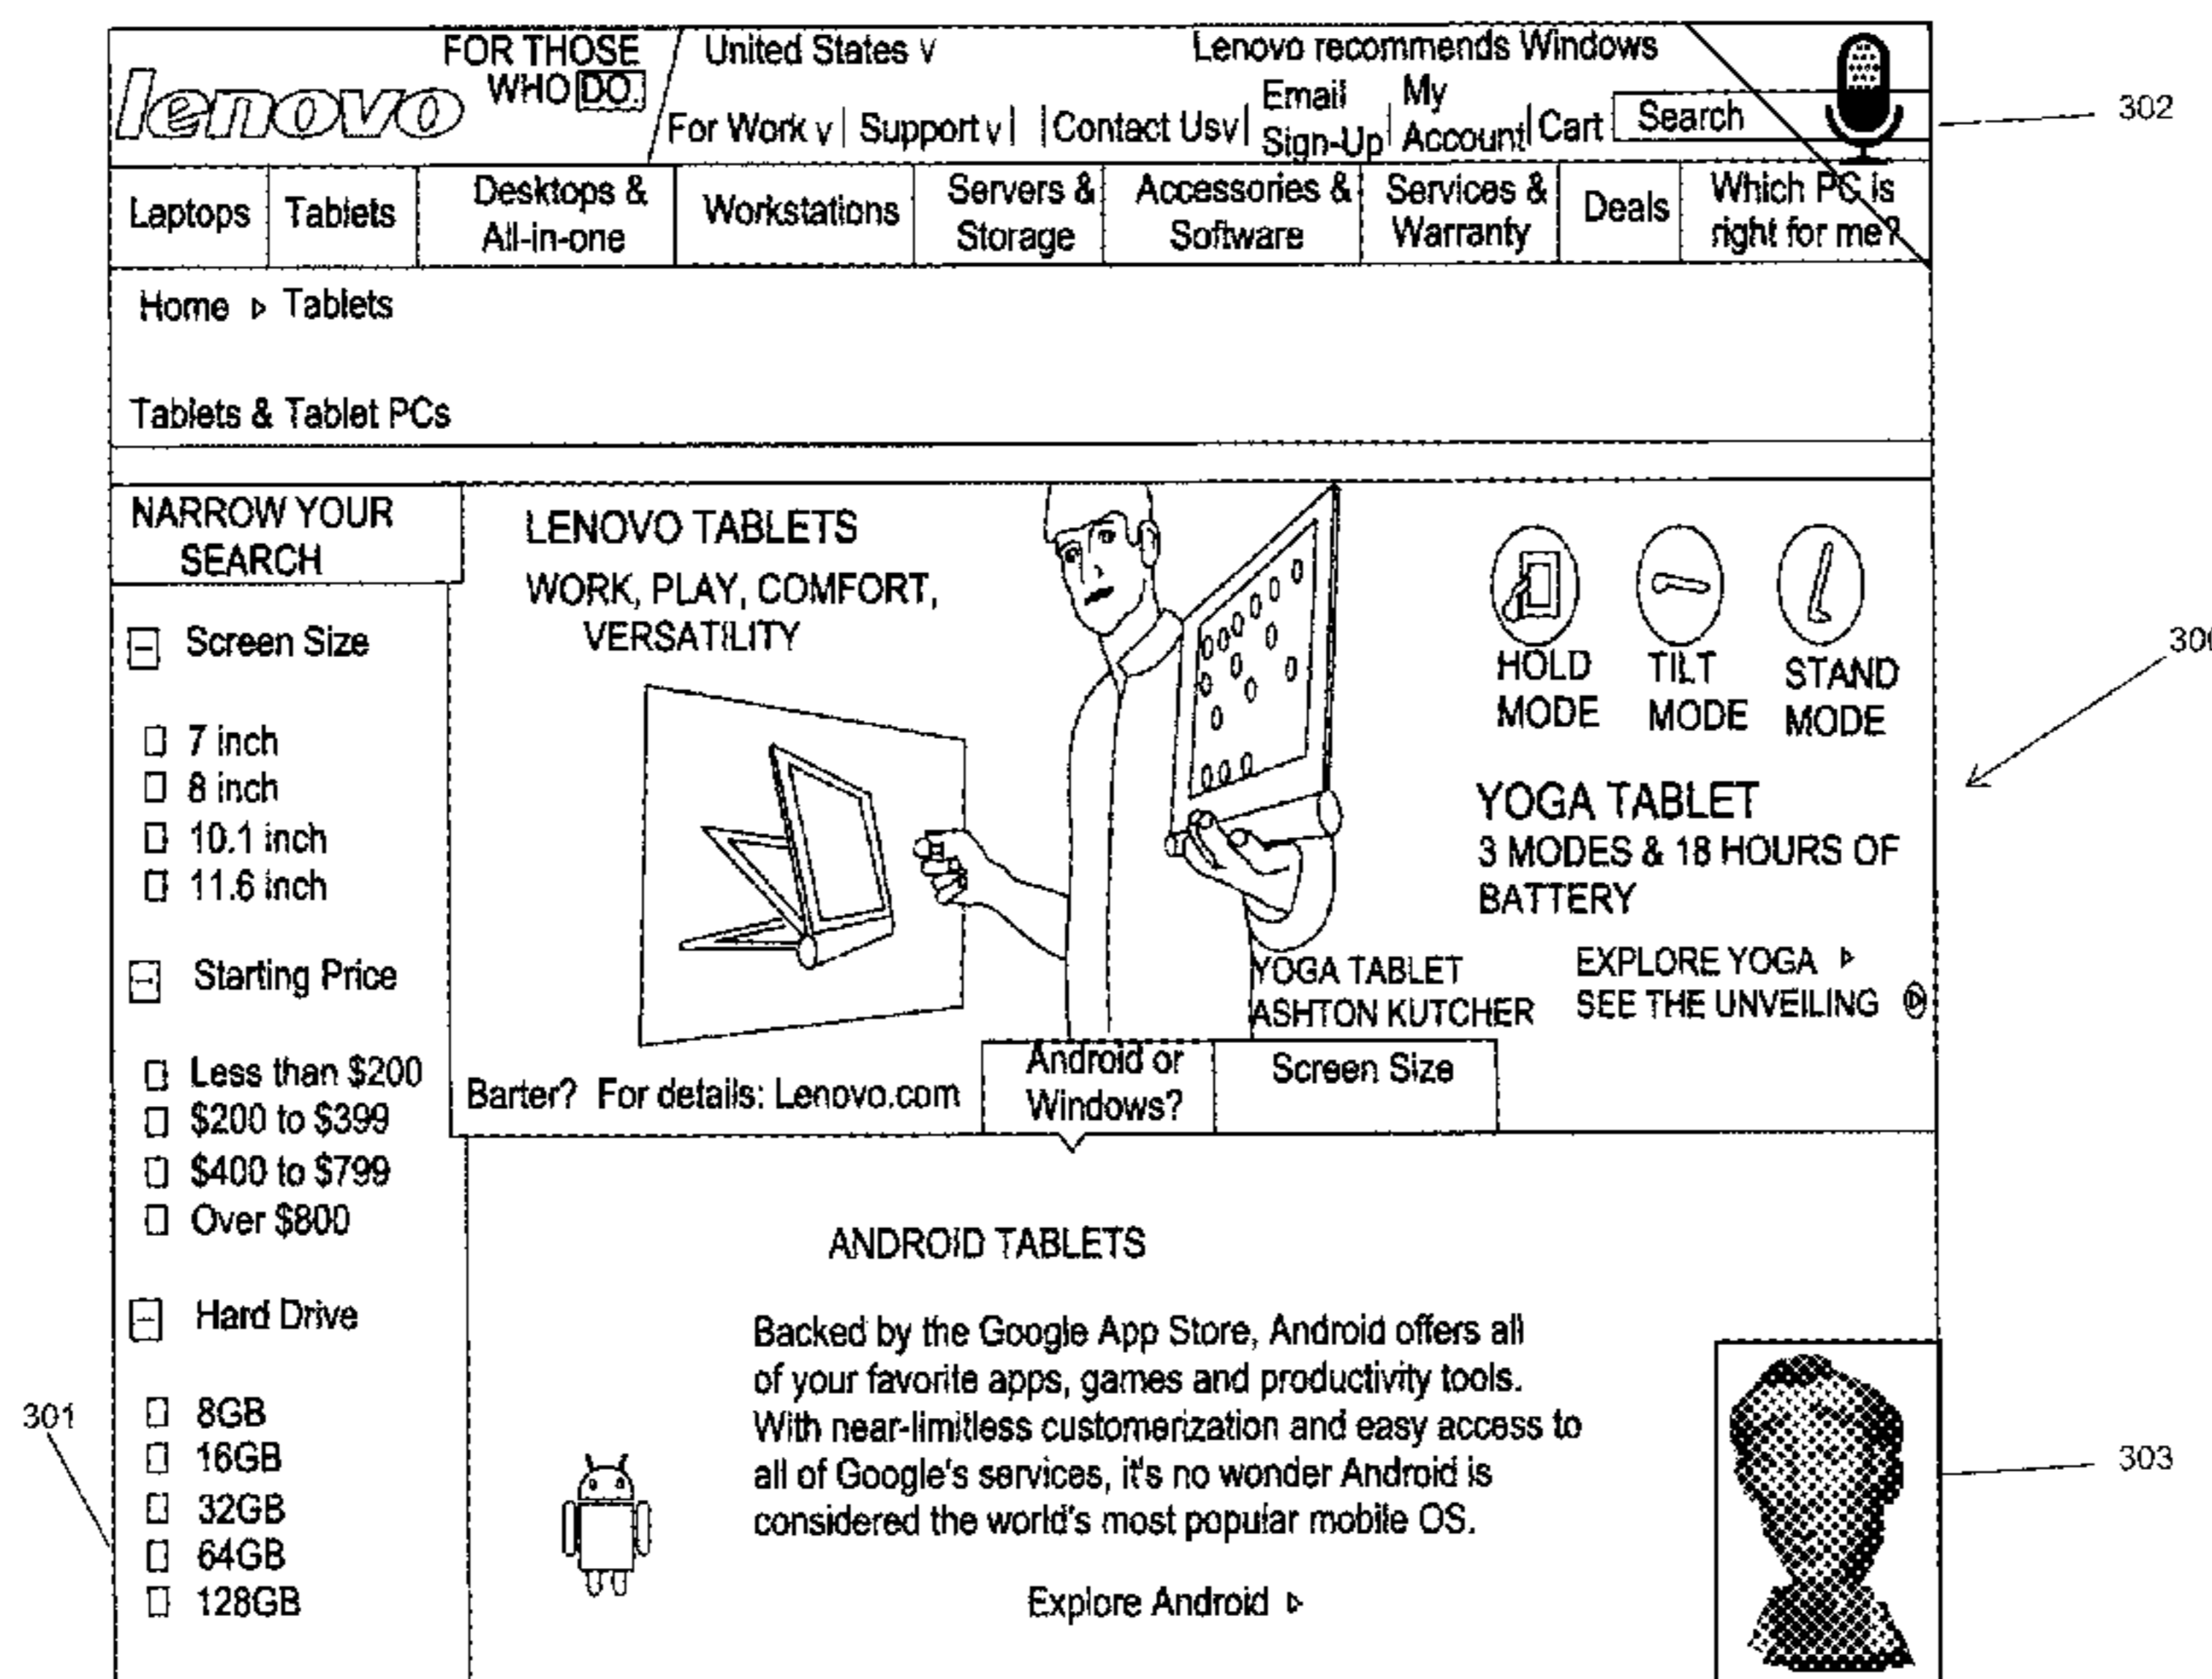 lenovo
FOR THOSE
WHO DO.
United States v
Lenovo recommends Windows
For Work v | Support v | | Contact Us v | Email Sign-Up | My Account | Cart
Search
302
Laptops
Tablets
Desktops &
All-in-one
Workstations
Servers &
Storage
Accessories &
Software
Services &
Warranty
Deals
Which PC is
right for me?
Home ▹ Tablets
Tablets & Tablet PCs
NARROW YOUR
SEARCH
Screen Size
7 inch
8 inch
10.1 inch
11.6 inch
Starting Price
Less than $200
$200 to $399
$400 to $799
Over $800
Hard Drive
8GB
16GB
32GB
64GB
128GB
301
LENOVO TABLETS
WORK, PLAY, COMFORT,
VERSATILITY
HOLD
MODE
TILT
MODE
STAND
MODE
YOGA TABLET
3 MODES & 18 HOURS OF
BATTERY
EXPLORE YOGA ▹
SEE THE UNVEILING
YOGA TABLET
ASHTON KUTCHER
Barter? For details: Lenovo.com
Android or
Windows?
Screen Size
ANDROID TABLETS
Backed by the Google App Store, Android offers all
of your favorite apps, games and productivity tools.
With near-limitless customerization and easy access to
all of Google's services, it's no wonder Android is
considered the world's most popular mobile OS.
Explore Android ▹
303